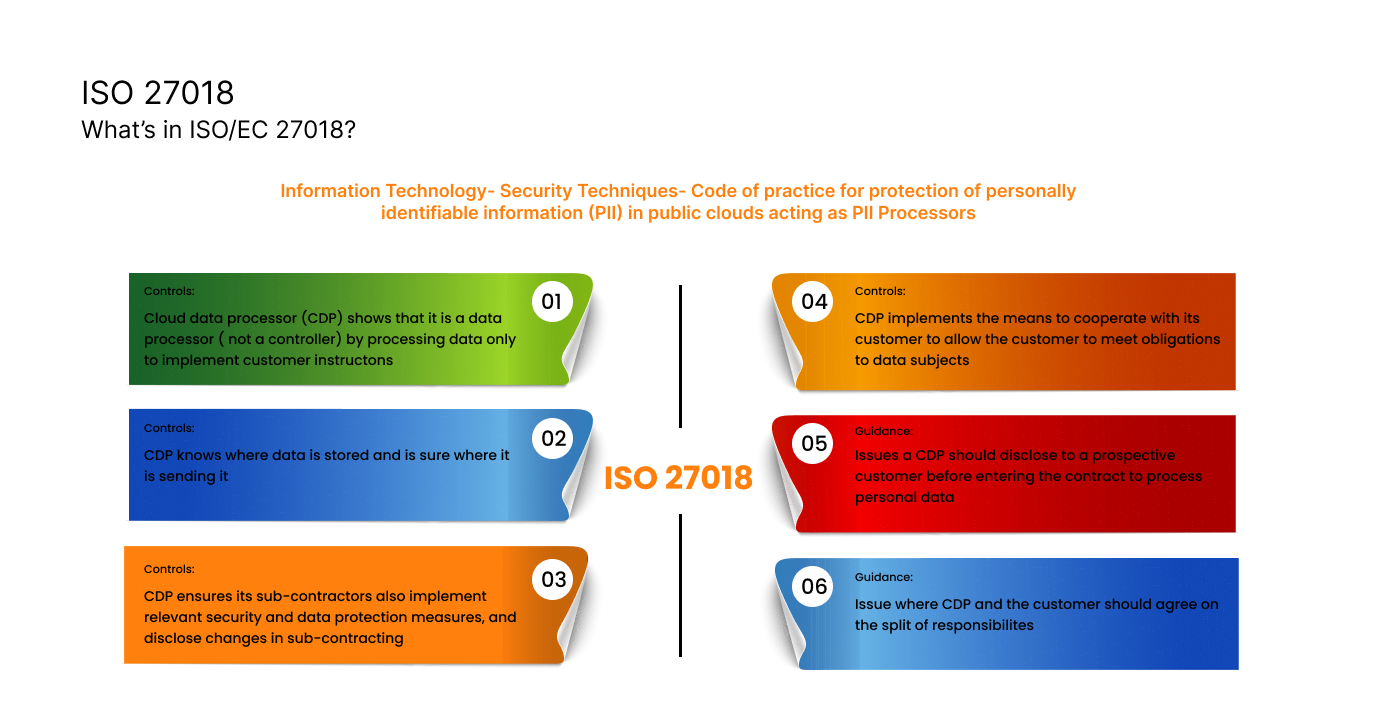 ISO 27018
What’s in ISO/EC 27018?
Information Technology- Security Techniques- Code of practice for protection of personally
identifiable information (PII) in public clouds acting as PII Processors
Controls:
01
Cloud data processor (CDP) shows that it is a data
processor ( not a controller) by processing data only
to implement customer instructons
Controls:
02
CDP knows where data is stored and is sure where it
is sending it
Controls:
03
CDP ensures its sub-contractors also implement
relevant security and data protection measures, and
disclose changes in sub-contracting
ISO 27018
04
Controls:
CDP implements the means to cooperate with its
customer to allow the customer to meet obligations
to data subjects
05
Guidance:
Issues a CDP should disclose to a prospective
customer before entering the contract to process
personal data
06
Guidance:
Issue where CDP and the customer should agree on
the split of responsibilites